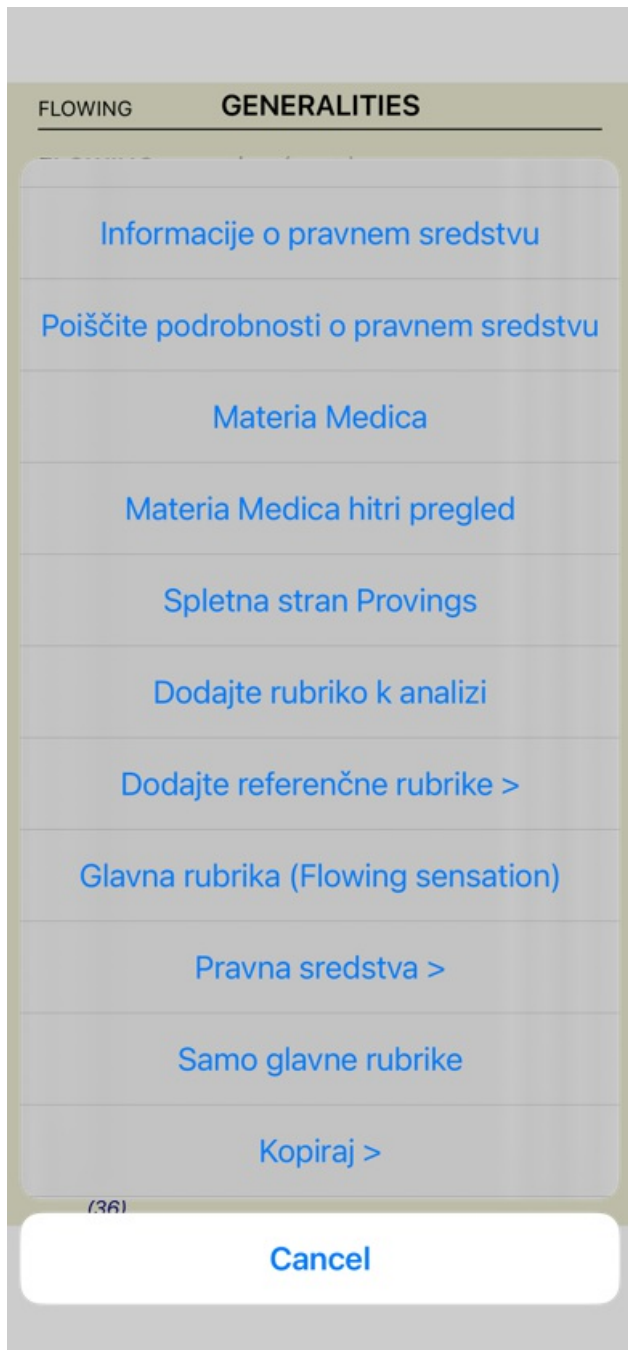 FLOWING GENERALITIES
Informacije o pravnem sredstvu
Poiščite podrobnosti o pravnem sredstvu
Materia Medica
Materia Medica hitri pregled
Spletna stran Provings
Dodajte rubriko k analizi
Dodajte referenčne rubrike >
Glavna rubrika (Flowing sensation)
Pravna sredstva >
Samo glavne rubrike
Kopiraj >
(36)
Cancel